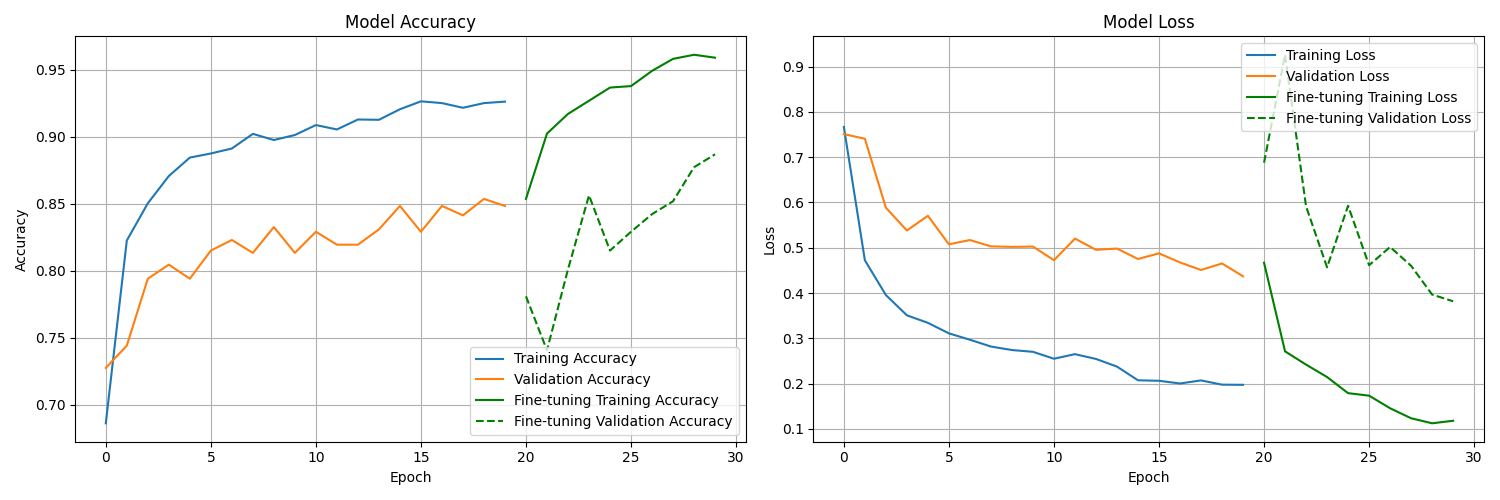 Model Accuracy
0.95
0.90
0.85
0.80
0.75
0.70
Accuracy
Training Accuracy
Validation Accuracy
Fine-tuning Training Accuracy
Fine-tuning Validation Accuracy
0 5 10 15 20 25 30
Epoch
Model Loss
0.9
0.8
0.7
0.6
0.5
0.4
0.3
0.2
0.1
Loss
Training Loss
Validation Loss
Fine-tuning Training Loss
Fine-tuning Validation Loss
0 5 10 15 20 25 30
Epoch